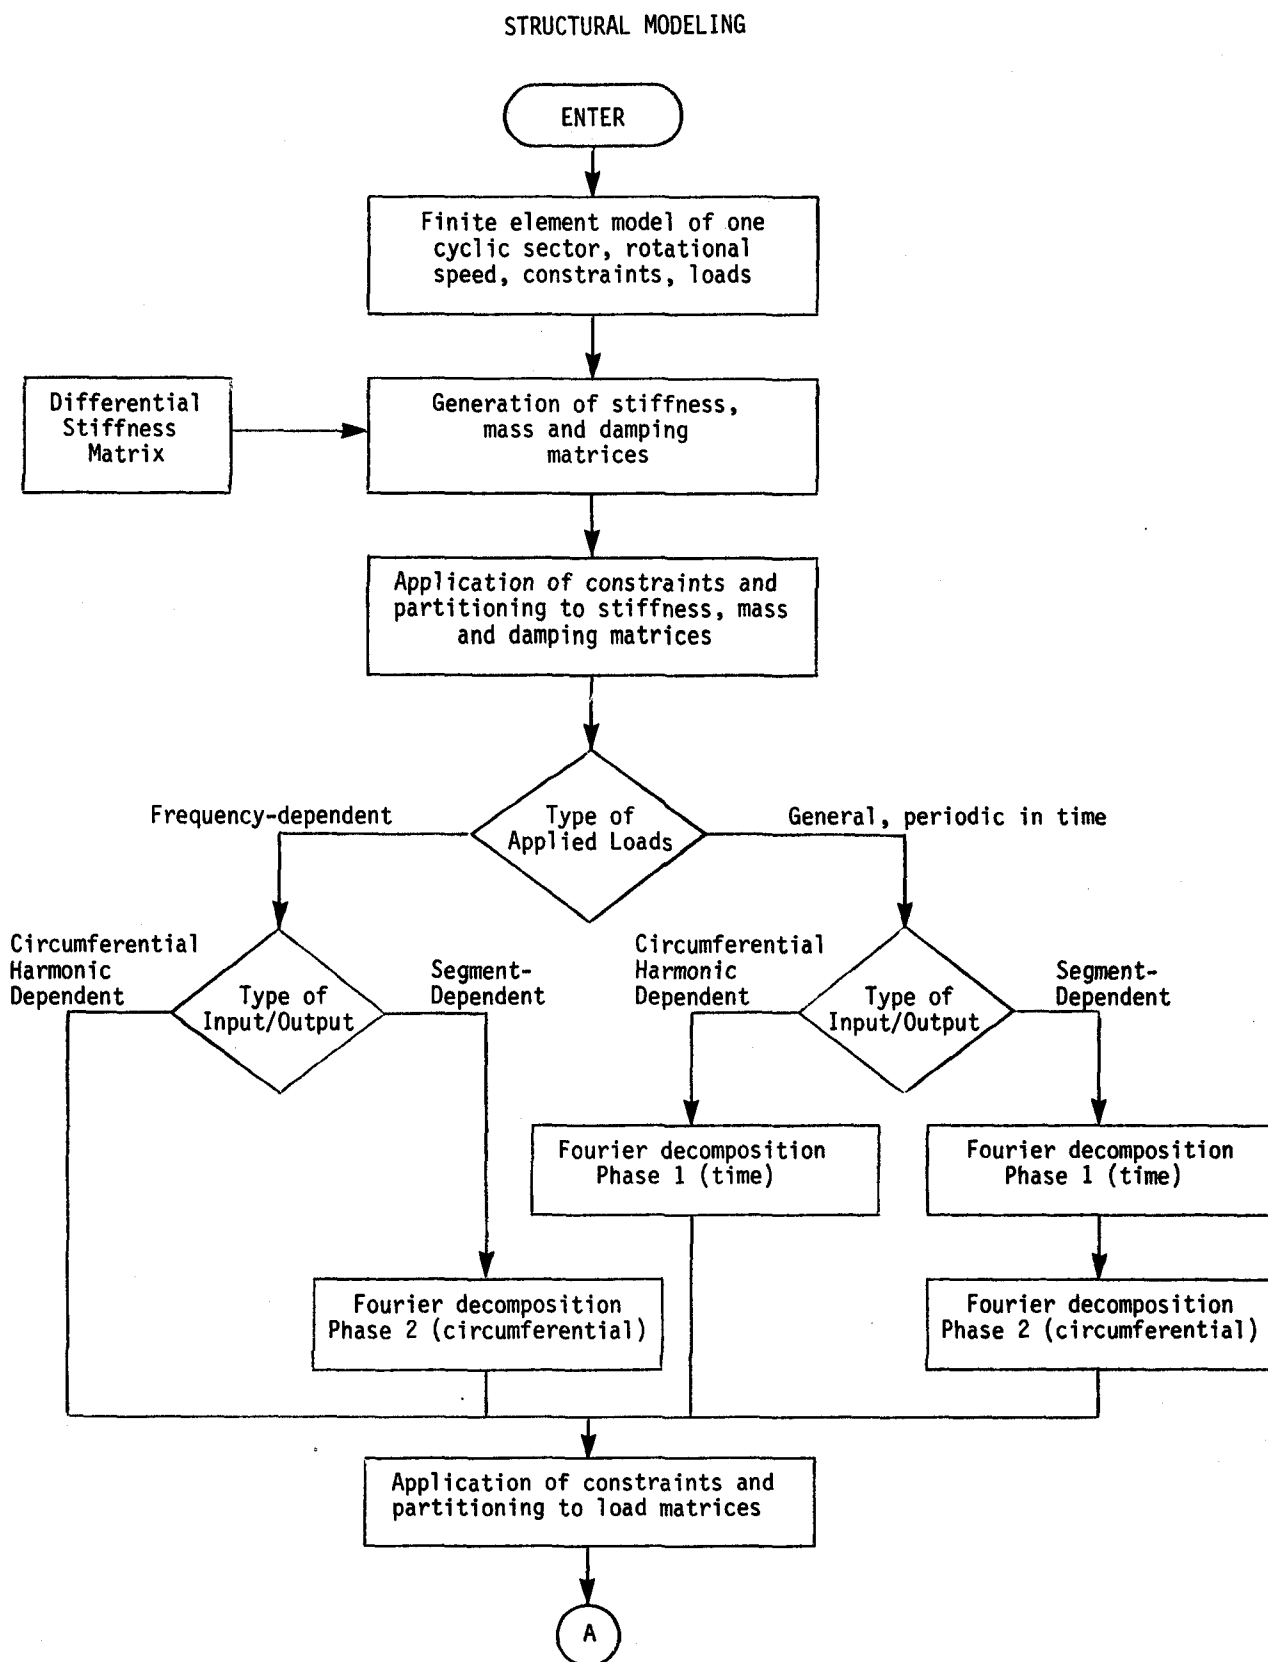 STRUCTURAL MODELING
ENTER
Finite element model of one
cyclic sector, rotational
speed, constraints, loads
Differential
Stiffness
Matrix
Generation of stiffness,
mass and damping
matrices
Application of constraints and
partitioning to stiffness, mass
and damping matrices
Frequency-dependent
Type of
Applied Loads
General, periodic in time
Circumferential
Harmonic
Dependent
Type of
Input/Output
Segment-
Dependent
Circumferential
Harmonic
Dependent
Type of
Input/Output
Segment-
Dependent
Fourier decomposition
Phase 1 (time)
Fourier decomposition
Phase 1 (time)
Fourier decomposition
Phase 2 (circumferential)
Fourier decomposition
Phase 2 (circumferential)
Application of constraints and
partitioning to load matrices
A